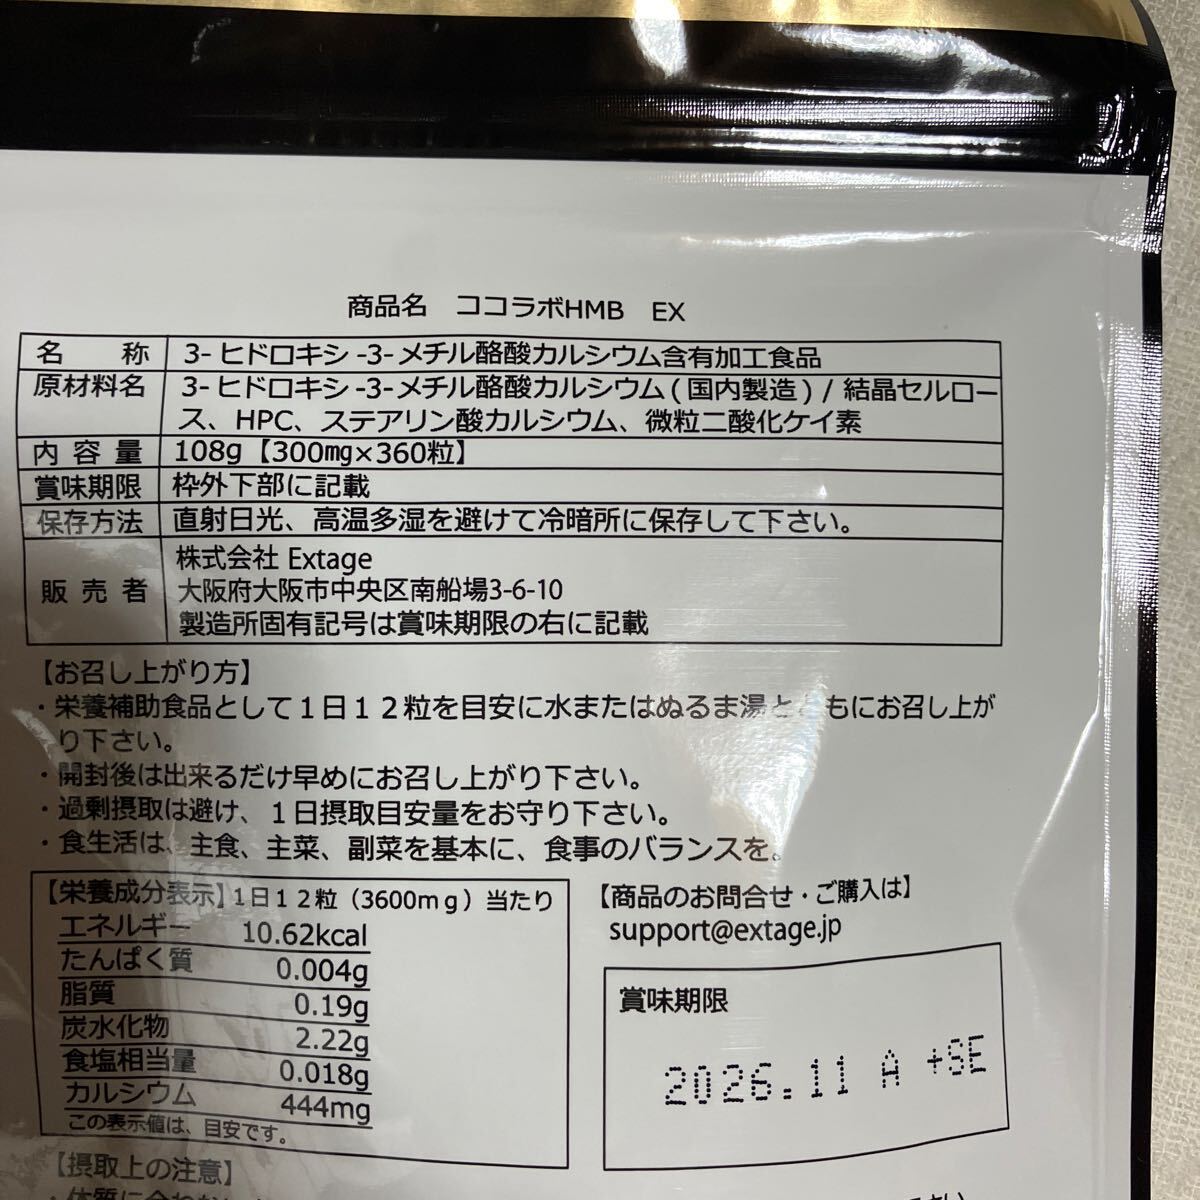 商品名　ココラボHMB　EX
名　称　3-ヒドロキシ-3-メチル酪酸カルシウム含有加工食品
原材料名　3-ヒドロキシ-3-メチル酪酸カルシウム(国内製造)/結晶セルロー
ス、HPC、ステアリン酸カルシウム、微粒二酸化ケイ素
内容量　108g【300mg×360粒】
賞味期限　枠外下部に記載
保存方法　直射日光、高温多湿を避けて冷暗所に保存して下さい。
販売者　株式会社 Extage
大阪府大阪市中央区南船場3-6-10
製造所固有記号は賞味期限の右に記載
【お召し上がり方】
・栄養補助食品として１日１２粒を目安に水またはぬるま湯とともにお召し上が
り下さい。
・開封後は出来るだけ早めにお召し上がり下さい。
・過剰摂取は避け、１日摂取目安量をお守り下さい。
・食生活は、主食、主菜、副菜を基本に、食事のバランスを。
【栄養成分表示】1日12粒（3600mg）当たり
エネルギー　10.62kcal
たんぱく質　0.004g
脂質　0.19g
炭水化物　2.22g
食塩相当量　0.018g
カルシウム　444mg
この表示値は、目安です。
【商品のお問合せ・ご購入は】
support@extage.jp
賞味期限
2026.11 A +SE
【摂取上の注意】